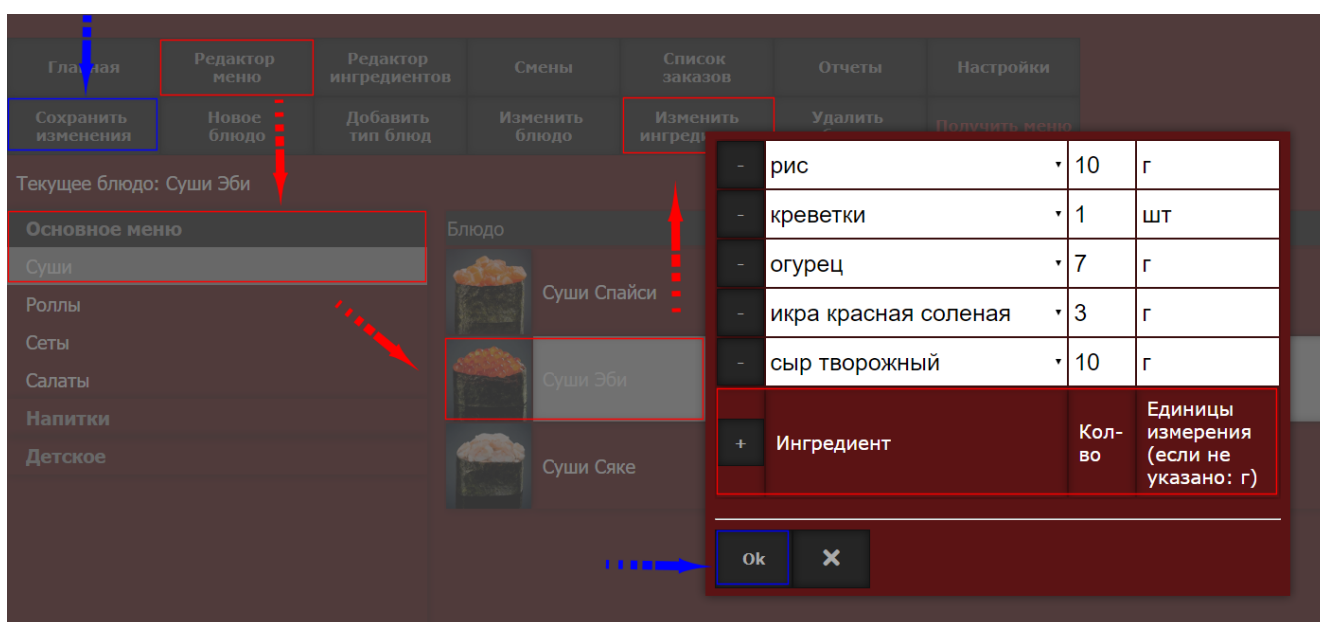 Главная
Редактор
меню
Редактор
ингредиентов
Смены
Список
заказов
Отчеты
Настройки
Сохранить
изменения
Новое
блюдо
Добавить
тип блюд
Изменить
блюдо
Изменить
Удалить
Получить меню
Текущее блюдо: Суши Эби
Основное меню
Суши
Роллы
Сеты
Салаты
Напитки
Детское
Блюдо
Суши Спайси
Суши Эби
Суши Сяке
- рис 10 г
- креветки 1 шт
- огурец 7 г
- икра красная соленая 3 г
- сыр творожный 10 г
+ Ингредиент
Кол-
во
Единицы
измерения
(если не
указано: г)
Ok